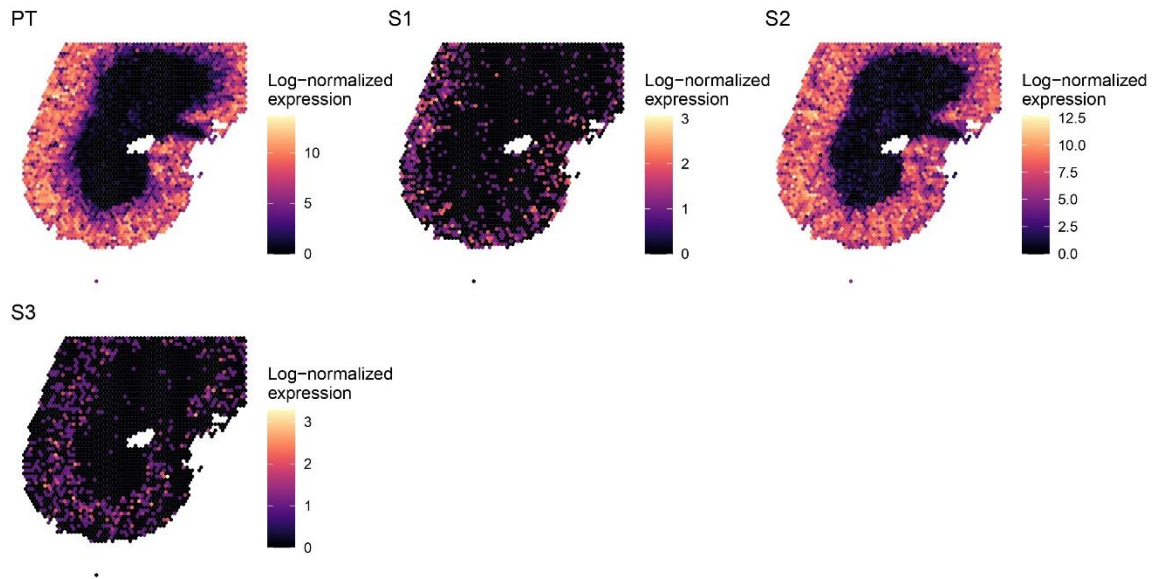 PT
Log−normalized
expression
10
5
0
S1
Log−normalized
expression
3
2
1
0
S2
Log−normalized
expression
12.5
10.0
7.5
5.0
2.5
0.0
S3
Log−normalized
expression
3
2
1
0